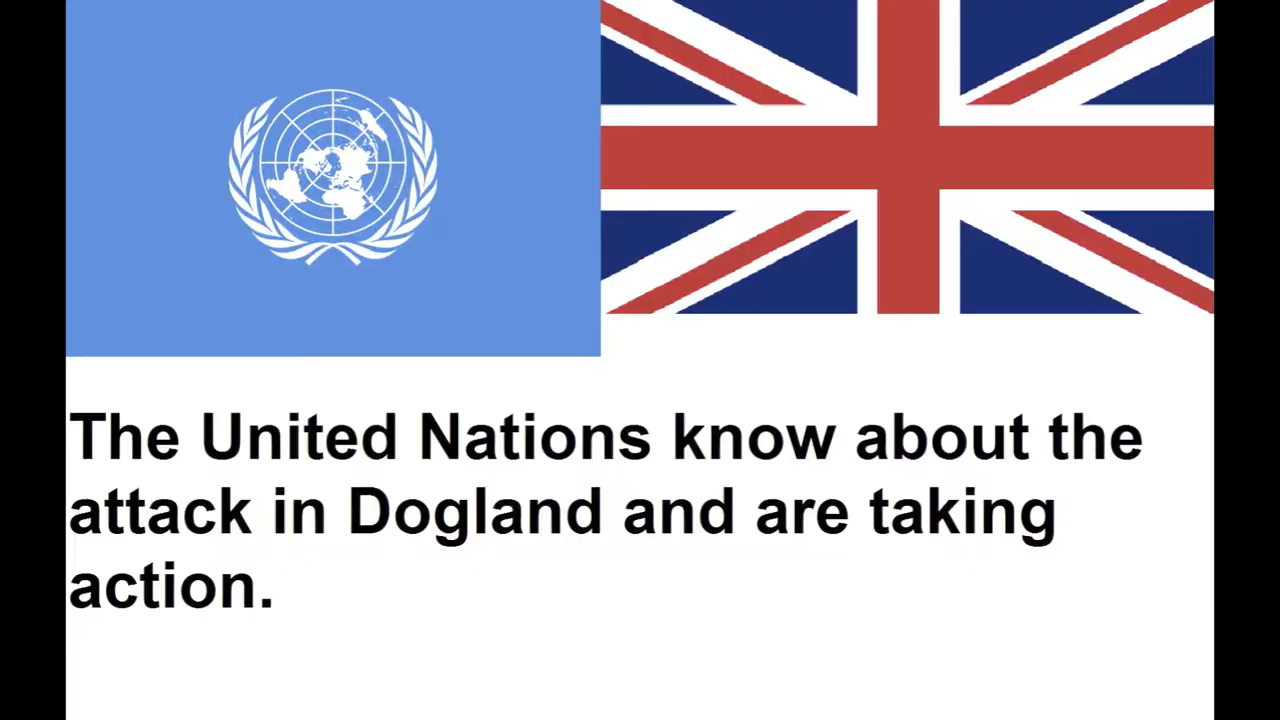 The United Nations know about the
attack in Dogland and are taking
action.